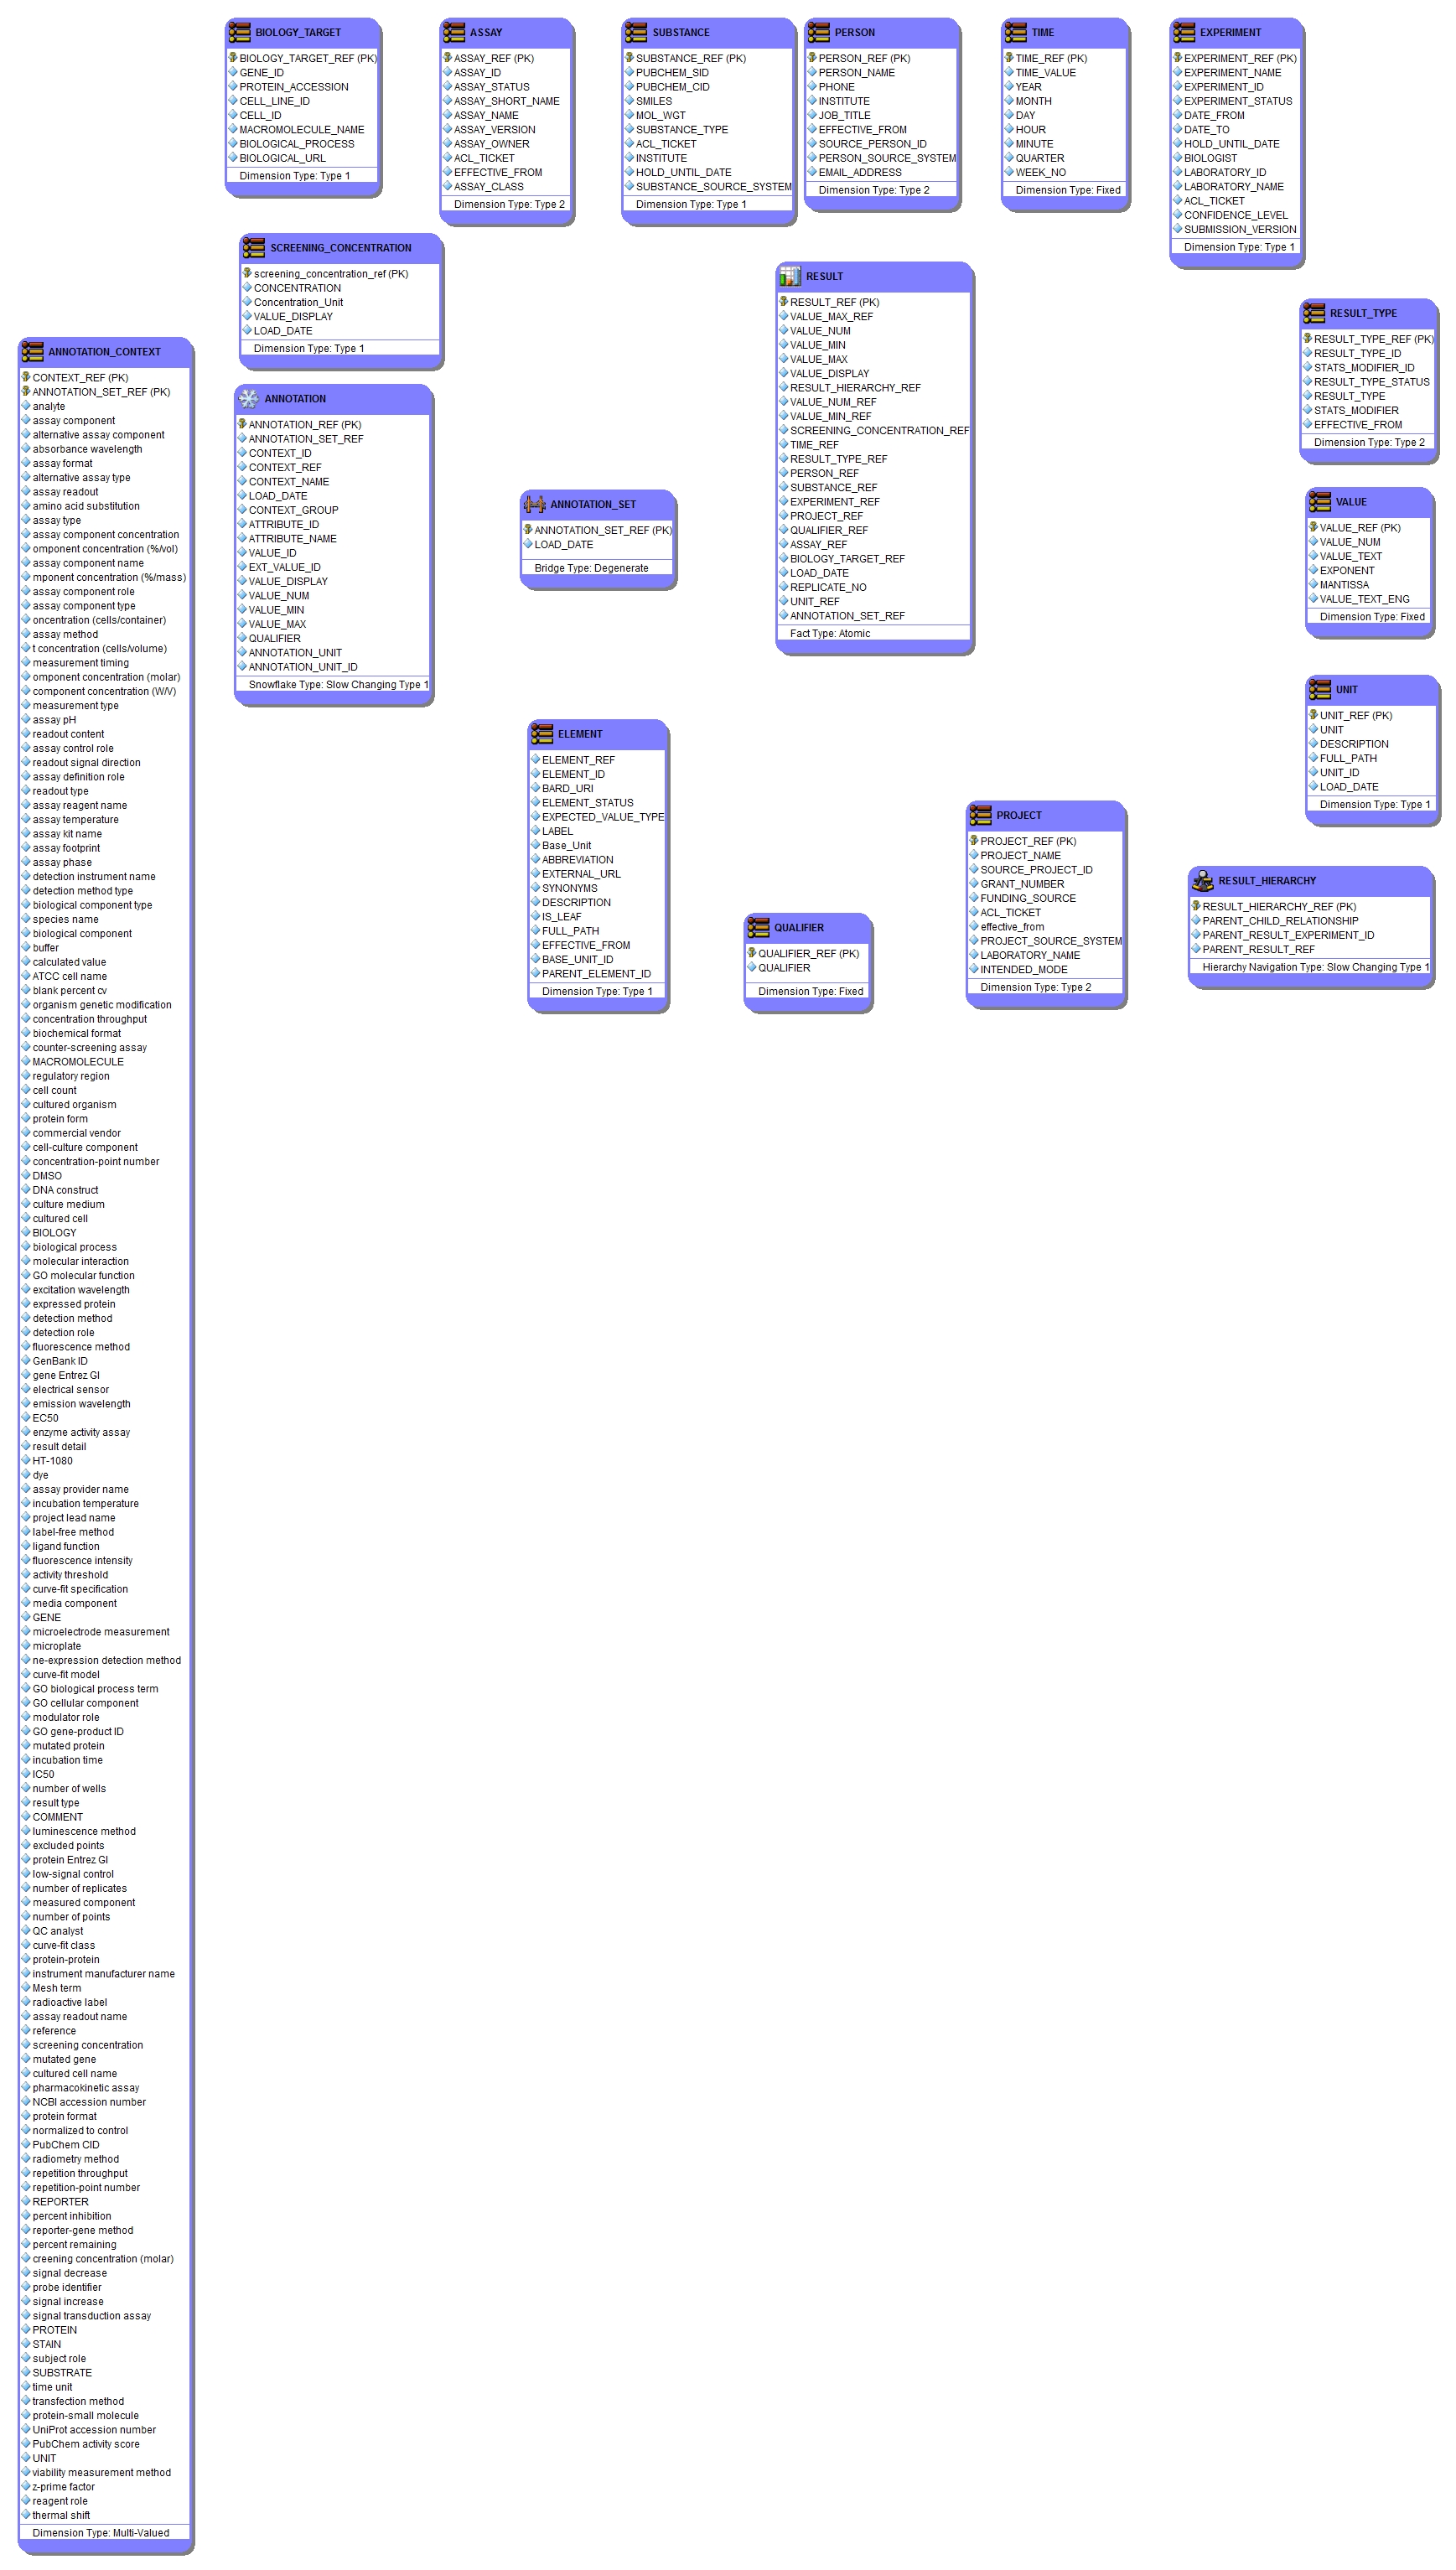 BIOLOGY_TARGET
BIOLOGY_TARGET_REF (PK)
GENE_ID
PROTEIN_ACCESSION
CELL_LINE_ID
CELL_ID
MACROMOLECULE_NAME
BIOLOGICAL_PROCESS
BIOLOGICAL_URL
Dimension Type: Type 1
ASSAY
ASSAY_REF (PK)
ASSAY_ID
ASSAY_STATUS
ASSAY_SHORT_NAME
ASSAY_NAME
ASSAY_VERSION
ASSAY_OWNER
ACL_TICKET
EFFECTIVE_FROM
ASSAY_CLASS
Dimension Type: Type 2
SUBSTANCE
SUBSTANCE_REF (PK)
PUBCHEM_SID
PUBCHEM_CID
SMILES
MOL_WGT
SUBSTANCE_TYPE
ACL_TICKET
INSTITUTE
HOLD_UNTIL_DATE
SUBSTANCE_SOURCE_SYSTEM
Dimension Type: Type 1
PERSON
PERSON_REF (PK)
PERSON_NAME
PHONE
INSTITUTE
JOB_TITLE
EFFECTIVE_FROM
SOURCE_PERSON_ID
PERSON_SOURCE_SYSTEM
EMAIL_ADDRESS
Dimension Type: Type 2
TIME
TIME_REF (PK)
TIME_VALUE
YEAR
MONTH
DAY
HOUR
MINUTE
QUARTER
WEEK_NO
Dimension Type: Fixed
EXPERIMENT
EXPERIMENT_REF (PK)
EXPERIMENT_NAME
EXPERIMENT_ID
EXPERIMENT_STATUS
DATE_FROM
DATE_TO
HOLD_UNTIL_DATE
BIOLOGIST
LABORATORY_ID
LABORATORY_NAME
ACL_TICKET
CONFIDENCE_LEVEL
SUBMISSION_VERSION
Dimension Type: Type 1
SCREENING_CONCENTRATION
screening_concentration_ref (PK)
CONCENTRATION
Concentration_Unit
VALUE_DISPLAY
LOAD_DATE
Dimension Type: Type 1
RESULT
RESULT_REF (PK)
VALUE_MAX_REF
VALUE_NUM
VALUE_MIN
VALUE_MAX
VALUE_DISPLAY
RESULT_HIERARCHY_REF
VALUE_NUM_REF
VALUE_MIN_REF
SCREENING_CONCENTRATION_REF
TIME_REF
RESULT_TYPE_REF
PERSON_REF
SUBSTANCE_REF
EXPERIMENT_REF
PROJECT_REF
QUALIFIER_REF
ASSAY_REF
BIOLOGY_TARGET_REF
LOAD_DATE
REPLICATE_NO
UNIT_REF
ANNOTATION_SET_REF
Fact Type: Atomic
RESULT_TYPE
RESULT_TYPE_REF (PK)
RESULT_TYPE_ID
STATS_MODIFIER_ID
RESULT_TYPE_STATUS
RESULT_TYPE
STATS_MODIFIER
EFFECTIVE_FROM
Dimension Type: Type 2
ANNOTATION_CONTEXT
CONTEXT_REF (PK)
ANNOTATION_SET_REF (PK)
analyte
assay component
alternative assay component
absorbance wavelength
assay format
alternative assay type
assay readout
amino acid substitution
assay type
assay component concentration
omponent concentration (%/vol)
assay component name
mponent concentration (%/mass)
assay component role
assay component type
oncentration (cells/container)
assay method
t concentration (cells/volume)
measurement timing
omponent concentration (molar)
component concentration (W/V)
measurement type
assay pH
readout content
assay control role
readout signal direction
assay definition role
readout type
assay reagent name
assay temperature
assay kit name
assay footprint
assay phase
detection instrument name
detection method type
biological component type
species name
biological component
buffer
calculated value
ATCC cell name
blank percent cv
organism genetic modification
concentration throughput
biochemical format
counter-screening assay
MACROMOLECULE
regulatory region
cell count
cultured organism
protein form
commercial vendor
cell-culture component
concentration-point number
DMSO
DNA construct
culture medium
cultured cell
BIOLOGY
biological process
molecular interaction
GO molecular function
excitation wavelength
expressed protein
detection method
detection role
fluorescence method
GenBank ID
gene Entrez GI
electrical sensor
emission wavelength
EC50
enzyme activity assay
result detail
HT-1080
dye
assay provider name
incubation temperature
project lead name
label-free method
ligand function
fluorescence intensity
activity threshold
curve-fit specification
media component
GENE
microelectrode measurement
microplate
ne-expression detection method
curve-fit model
GO biological process term
GO cellular component
modulator role
GO gene-product ID
mutated protein
incubation time
IC50
number of wells
result type
COMMENT
luminescence method
excluded points
protein Entrez GI
low-signal control
number of replicates
measured component
number of points
QC analyst
curve-fit class
protein-protein
instrument manufacturer name
Mesh term
radioactive label
assay readout name
reference
screening concentration
mutated gene
cultured cell name
pharmacokinetic assay
NCBI accession number
protein format
normalized to control
PubChem CID
radiometry method
repetition throughput
repetition-point number
REPORTER
percent inhibition
reporter-gene method
percent remaining
creening concentration (molar)
signal decrease
probe identifier
signal increase
signal transduction assay
PROTEIN
STAIN
subject role
SUBSTRATE
time unit
transfection method
protein-small molecule
UniProt accession number
PubChem activity score
UNIT
viability measurement method
z-prime factor
reagent role
thermal shift
Dimension Type: Multi-Valued
ANNOTATION
ANNOTATION_REF (PK)
ANNOTATION_SET_REF
CONTEXT_ID
CONTEXT_REF
CONTEXT_NAME
LOAD_DATE
CONTEXT_GROUP
ATTRIBUTE_ID
ATTRIBUTE_NAME
VALUE_ID
EXT_VALUE_ID
VALUE_DISPLAY
VALUE_NUM
VALUE_MIN
VALUE_MAX
QUALIFIER
ANNOTATION_UNIT
ANNOTATION_UNIT_ID
Snowflake Type: Slow Changing Type 1
ANNOTATION_SET
ANNOTATION_SET_REF (PK)
LOAD_DATE
Bridge Type: Degenerate
VALUE
VALUE_REF (PK)
VALUE_NUM
VALUE_TEXT
EXPONENT
MANTISSA
VALUE_TEXT_ENG
Dimension Type: Fixed
UNIT
UNIT_REF (PK)
UNIT
DESCRIPTION
FULL_PATH
UNIT_ID
LOAD_DATE
Dimension Type: Type 1
ELEMENT
ELEMENT_REF
ELEMENT_ID
BARD_URI
ELEMENT_STATUS
EXPECTED_VALUE_TYPE
LABEL
Base_Unit
ABBREVIATION
EXTERNAL_URL
SYNONYMS
DESCRIPTION
IS_LEAF
FULL_PATH
EFFECTIVE_FROM
BASE_UNIT_ID
PARENT_ELEMENT_ID
Dimension Type: Type 1
PROJECT
PROJECT_REF (PK)
PROJECT_NAME
SOURCE_PROJECT_ID
GRANT_NUMBER
FUNDING_SOURCE
ACL_TICKET
effective_from
PROJECT_SOURCE_SYSTEM
LABORATORY_NAME
INTENDED_MODE
Dimension Type: Type 2
RESULT_HIERARCHY
RESULT_HIERARCHY_REF (PK)
PARENT_CHILD_RELATIONSHIP
PARENT_RESULT_EXPERIMENT_ID
PARENT_RESULT_REF
Hierarchy Navigation Type: Slow Changing Type 1
QUALIFIER
QUALIFIER_REF (PK)
QUALIFIER
Dimension Type: Fixed